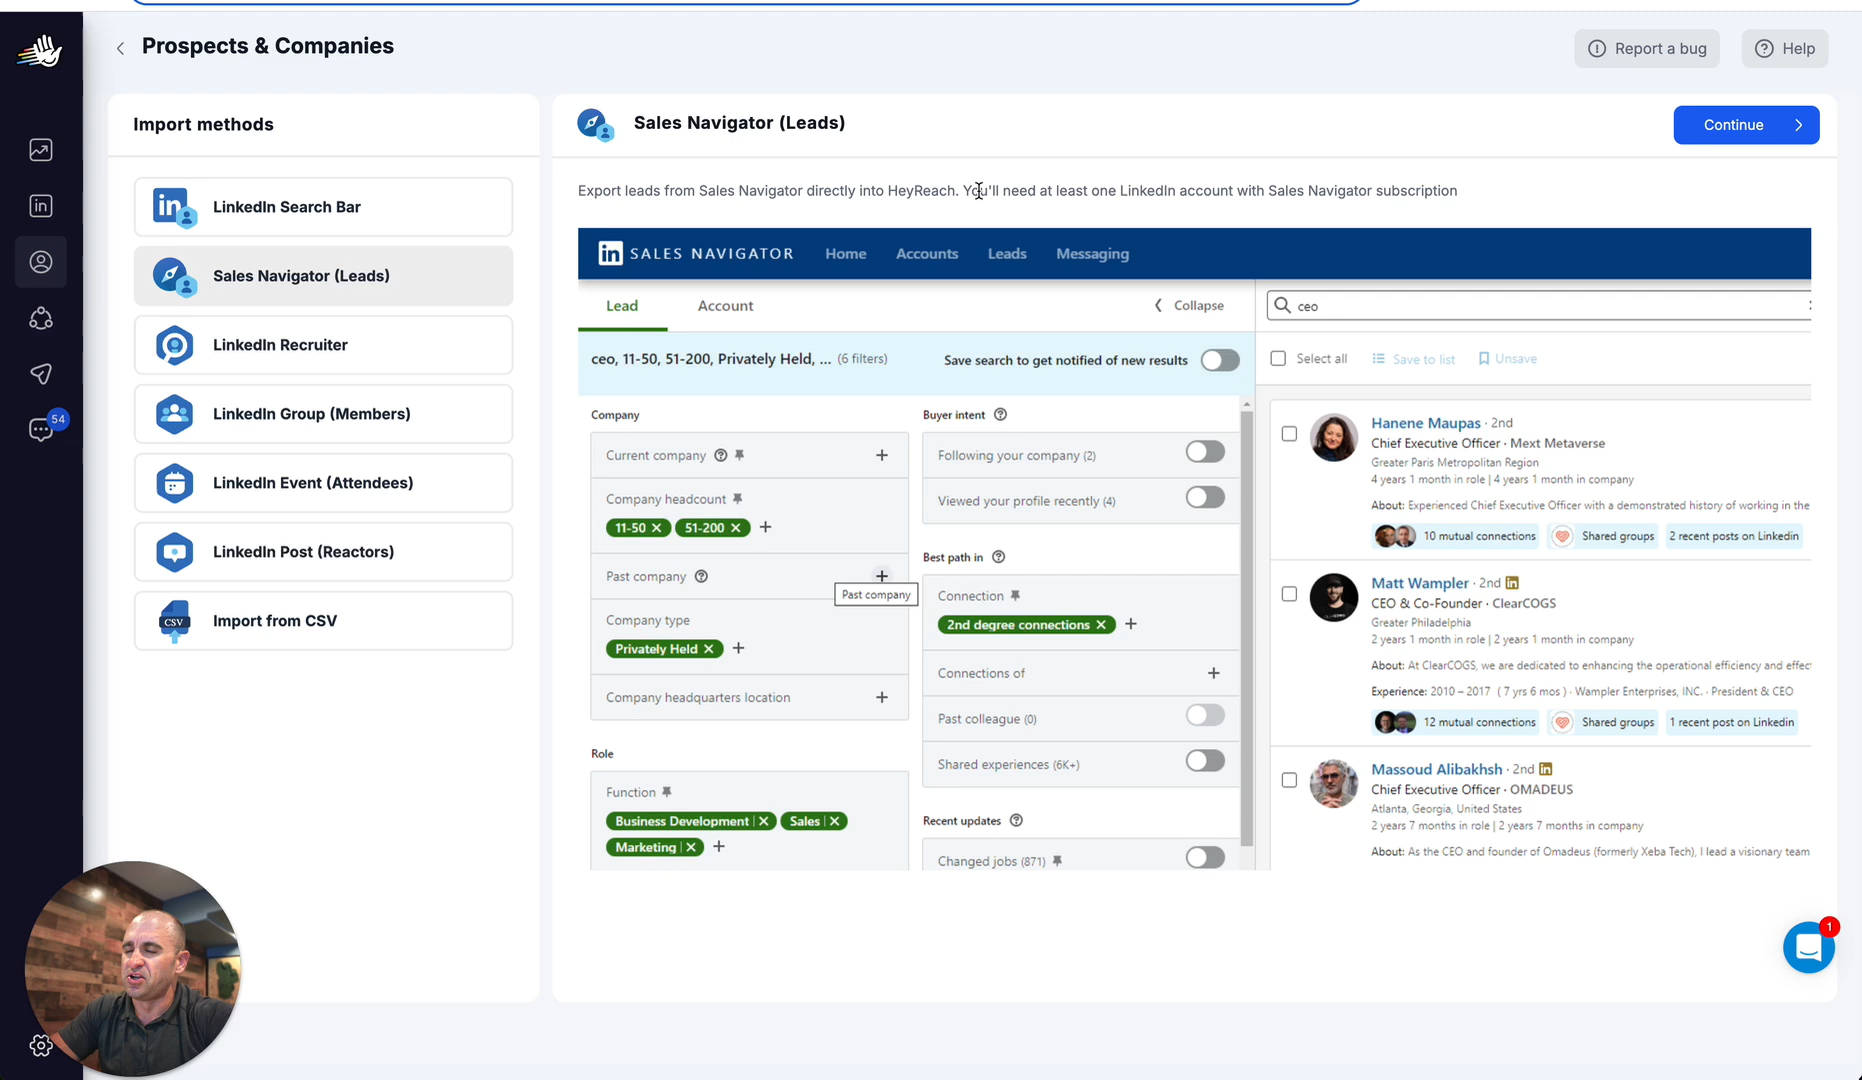 Prospects & Companies
Report a bug
Help
Import methods
LinkedIn Search Bar
Sales Navigator (Leads)
LinkedIn Recruiter
LinkedIn Group (Members)
LinkedIn Event (Attendees)
LinkedIn Post (Reactors)
CSV
Import from CSV
54
Sales Navigator (Leads)
Continue
Export leads from Sales Navigator directly into HeyReach. You'll need at least one LinkedIn account with Sales Navigator subscription
in SALES NAVIGATOR
Home
Accounts
Leads
Messaging
Lead
Account
Collapse
ceo, 11-50, 51-200, Privately Held, ... (6 filters)
Save search to get notified of new results
Company
Current company
Company headcount
11-50
51-200
Past company
Past company
Company type
Privately Held
Company headquarters location
Role
Function
Business Development
Sales
Marketing
Buyer intent
Following your company (2)
Viewed your profile recently (4)
Best path in
Connection
2nd degree connections
Connections of
Past colleague (0)
Shared experiences (6K+)
Recent updates
Changed jobs (871)
ceo
Select all
Save to list
Unsave
Hanene Maupas · 2nd
Chief Executive Officer · Mext Metaverse
Greater Paris Metropolitan Region
4 years 1 month in role | 4 years 1 month in company
About: Experienced Chief Executive Officer with a demonstrated history of working in the
10 mutual connections
Shared groups
2 recent posts on Linkedin
Matt Wampler · 2nd in
CEO & Co-Founder · ClearCOGS
Greater Philadelphia
2 years 1 month in role | 2 years 1 month in company
About: At ClearCOGS, we are dedicated to enhancing the operational efficiency and effec
Experience: 2010 – 2017 ( 7 yrs 6 mos ) · Wampler Enterprises, INC. · President & CEO
12 mutual connections
Shared groups
1 recent post on Linkedin
Massoud Alibakhsh · 2nd in
Chief Executive Officer · OMADEUS
Atlanta, Georgia, United States
2 years 7 months in role | 2 years 7 months in company
About: As the CEO and founder of Omadeus (formerly Xeba Tech), I lead a visionary team
1